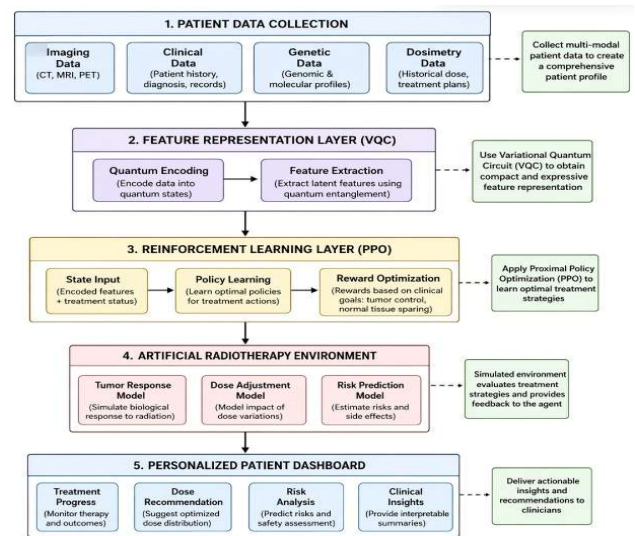 1. PATIENT DATA COLLECTION
Imaging
Data
(CT, MRI, PET)
Clinical
Data
(Patient history,
diagnosis, records)
Genetic
Data
(Genomic &
molecular profiles)
Dosimetry
Data
(Historical dose,
treatment plans)
Collect multi-modal
patient data to create
a comprehensive
patient profile
2. FEATURE REPRESENTATION LAYER (VQC)
Quantum Encoding
(Encode data into
quantum states)
Feature Extraction
(Extract latent features using
quantum entanglement)
Use Variational Quantum
Circuit (VQC) to obtain
compact and expressive
feature representation
3. REINFORCEMENT LEARNING LAYER (PPO)
State Input
(Encoded features
+ treatment status)
Policy Learning
(Learn optimal policies
for treatment actions)
Reward Optimization
(Rewards based on clinical
goals: tumor control,
normal tissue sparing)
Apply Proximal Policy
Optimization (PPO) to
learn optimal treatment
strategies
4. ARTIFICIAL RADIOTHERAPY ENVIRONMENT
Tumor Response
Model
(Simulate biological
response to radiation)
Dose Adjustment
Model
(Model impact of
dose variations)
Risk Prediction
Model
(Estimate risks and
side effects)
Simulated environment
evaluates treatment
strategies and provides
feedback to the agent
5. PERSONALIZED PATIENT DASHBOARD
Treatment
Progress
(Monitor therapy
and outcomes)
Dose
Recommendation
(Suggest optimized
dose distribution)
Risk
Analysis
(Predict risks and
safety assessment)
Clinical
Insights
(Provide interpretable
summaries)
Deliver actionable
insights and
recommendations to
clinicians